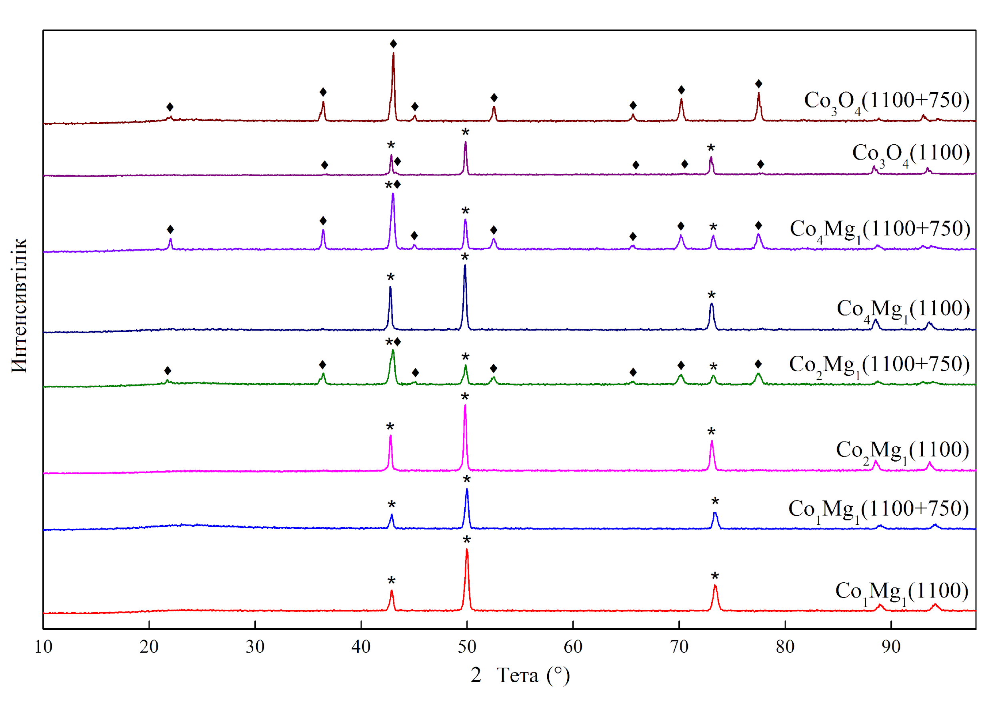 Co₃O₄(1100+750)
Co₃O₄(1100)
Co₄Mg₁(1100+750)
Co₄Mg₁(1100)
Co₂Mg₁(1100+750)
Co₂Mg₁(1100)
Co₁Mg₁(1100+750)
Co₁Mg₁(1100)
Интенсивтілік
10 20 30 40 50 60 70 80 90
2 Тета (°)